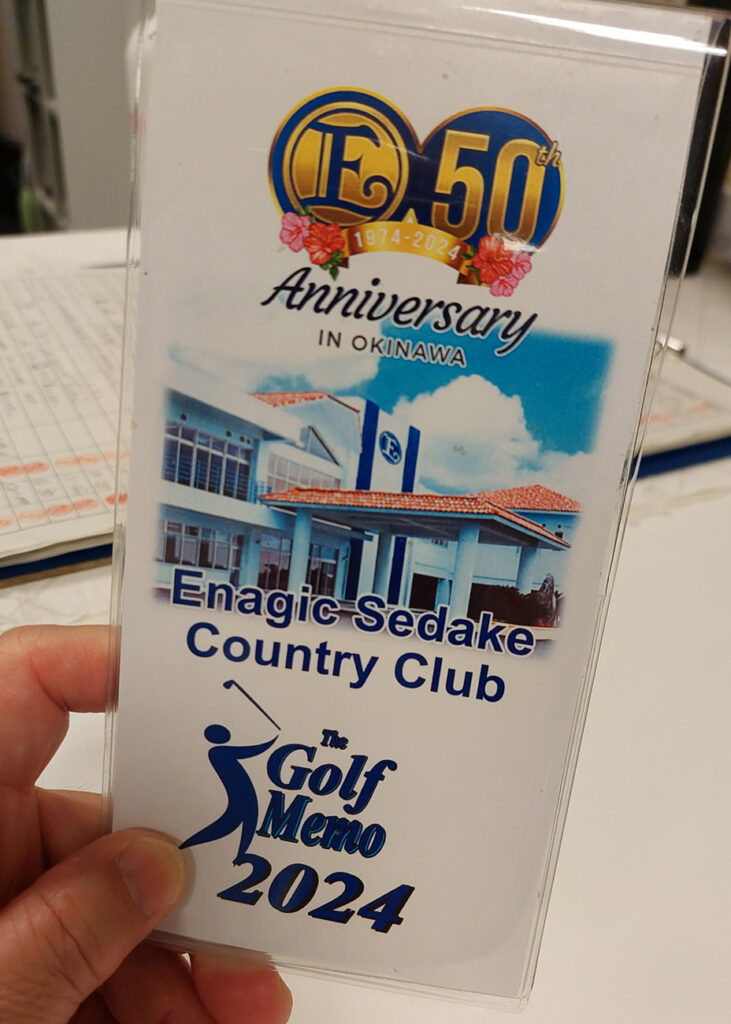 E 50th
1974-2024
Anniversary
IN OKINAWA
E
Enagic Sedake
Country Club
The
Golf
Memo
2024